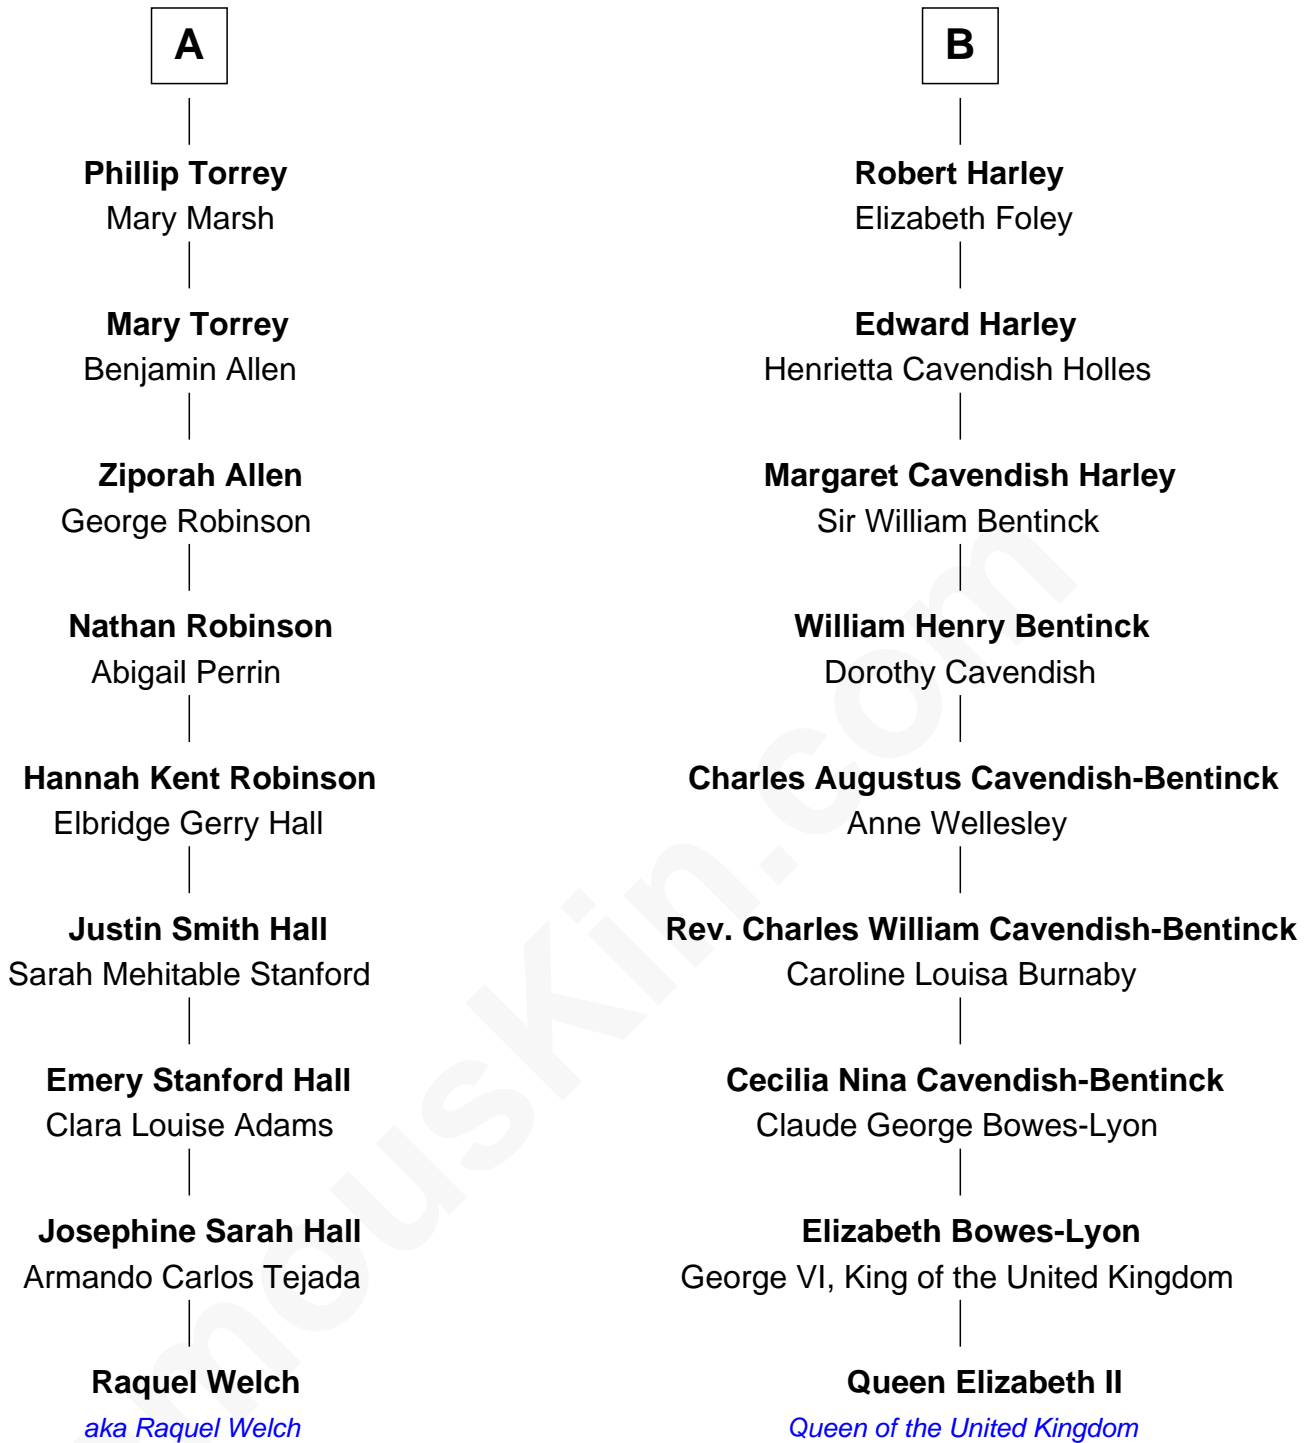 A
Phillip Torrey
Mary Marsh
Mary Torrey
Benjamin Allen
Ziporah Allen
George Robinson
Nathan Robinson
Abigail Perrin
Hannah Kent Robinson
Elbridge Gerry Hall
Justin Smith Hall
Sarah Mehitable Stanford
Emery Stanford Hall
Clara Louise Adams
Josephine Sarah Hall
Armando Carlos Tejada
Raquel Welch
aka Raquel Welch
B
Robert Harley
Elizabeth Foley
Edward Harley
Henrietta Cavendish Holles
Margaret Cavendish Harley
Sir William Bentinck
William Henry Bentinck
Dorothy Cavendish
Charles Augustus Cavendish-Bentinck
Anne Wellesley
Rev. Charles William Cavendish-Bentinck
Caroline Louisa Burnaby
Cecilia Nina Cavendish-Bentinck
Claude George Bowes-Lyon
Elizabeth Bowes-Lyon
George VI, King of the United Kingdom
Queen Elizabeth II
Queen of the United Kingdom
mousKin.com